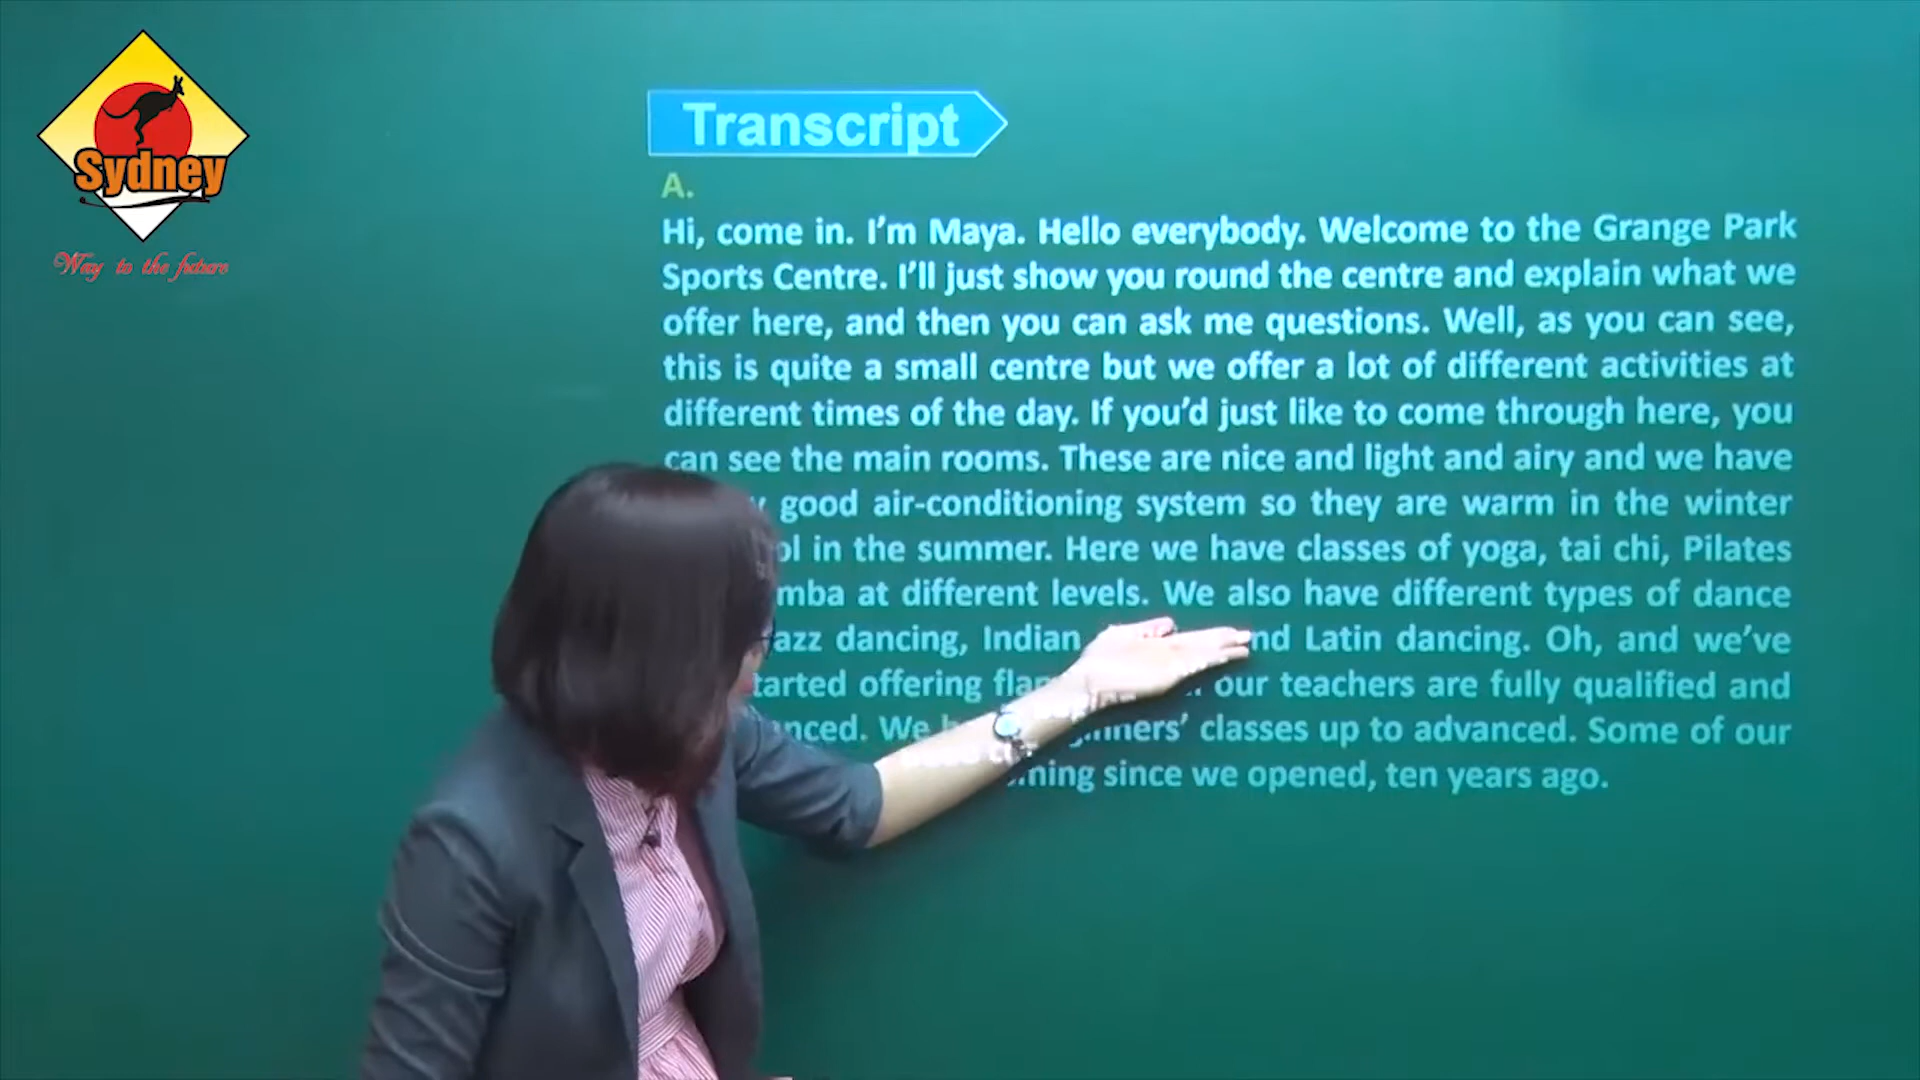 Sydney
Way to the future
Transcript
A.
Hi, come in. I'm Maya. Hello everybody. Welcome to the Grange Park
Sports Centre. I'll just show you round the centre and explain what we
offer here, and then you can ask me questions. Well, as you can see,
this is quite a small centre but we offer a lot of different activities at
different times of the day. If you'd just like to come through here, you
can see the main rooms. These are nice and light and airy and we have
good air-conditioning system so they are warm in the winter
in the summer. Here we have classes of yoga, tai chi, Pilates
at different levels. We also have different types of dance
dancing, Indian Latin dancing. Oh, and we've
offering our teachers are fully qualified and
We classes up to advanced. Some of our
since we opened, ten years ago.